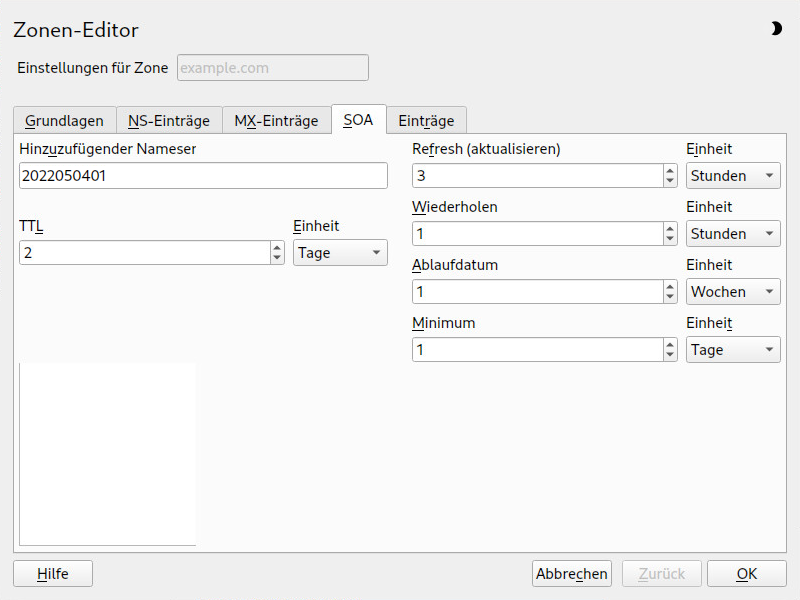 Zonen-Editor
Einstellungen für Zone example.com
Grundlagen NS-Einträge MX-Einträge SOA Einträge
Hinzuzufügender Nameser
2022050401
TTL Einheit
2 Tage
Refresh (aktualisieren) Einheit
3 Stunden
Wiederholen Einheit
1 Stunden
Ablaufdatum Einheit
1 Wochen
Minimum Einheit
1 Tage
Hilfe Abbrechen Zurück OK